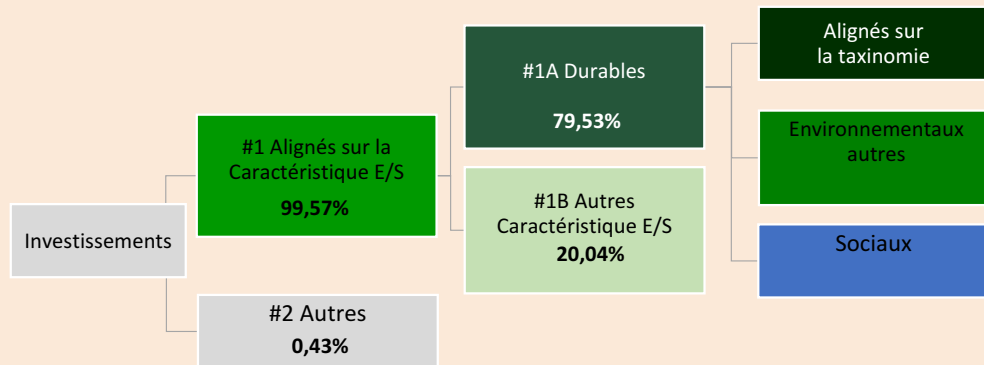 Investissements
#1 Alignés sur la
Caractéristique E/S
99,57%
#2 Autres
0,43%
#1A Durables
79,53%
#1B Autres
Caractéristique E/S
20,04%
Alignés sur
la taxinomie
Environnementaux
autres
Sociaux